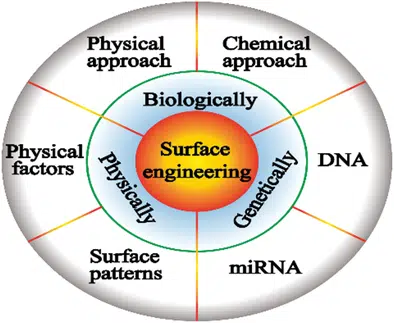 Physical
approach
Chemical
approach
Biologically
Physical
factors
Surface
engineering
DNA
Physically
Genetically
Surface
patterns
miRNA